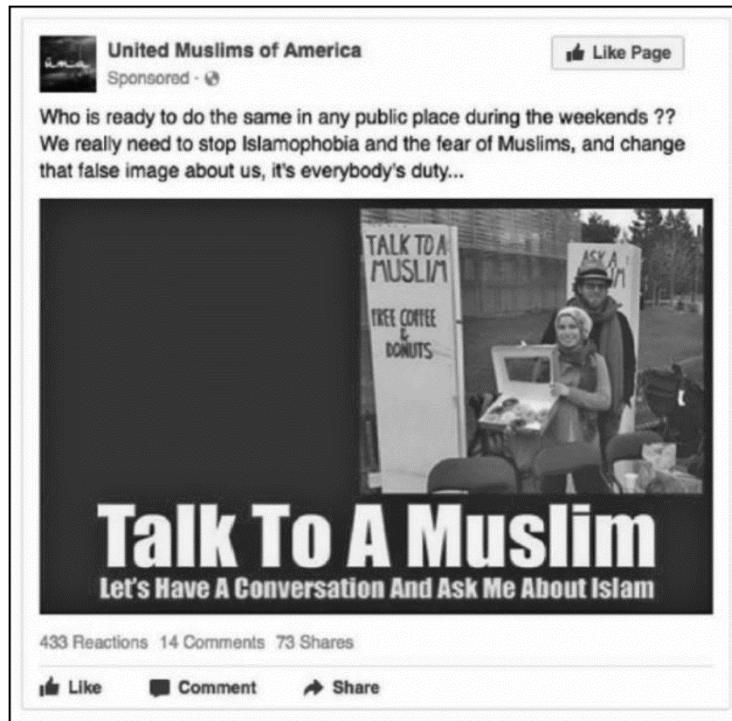 United Muslims of America
Like Page
Sponsored ·
Who is ready to do the same in any public place during the weekends ??
We really need to stop Islamophobia and the fear of Muslims, and change
that false image about us, it's everybody's duty...
TALK TO A
MUSLIM
FREE COFFEE
&
DONUTS
ASK A
Talk To A Muslim
Let's Have A Conversation And Ask Me About Islam
433 Reactions 14 Comments 73 Shares
Like Comment Share